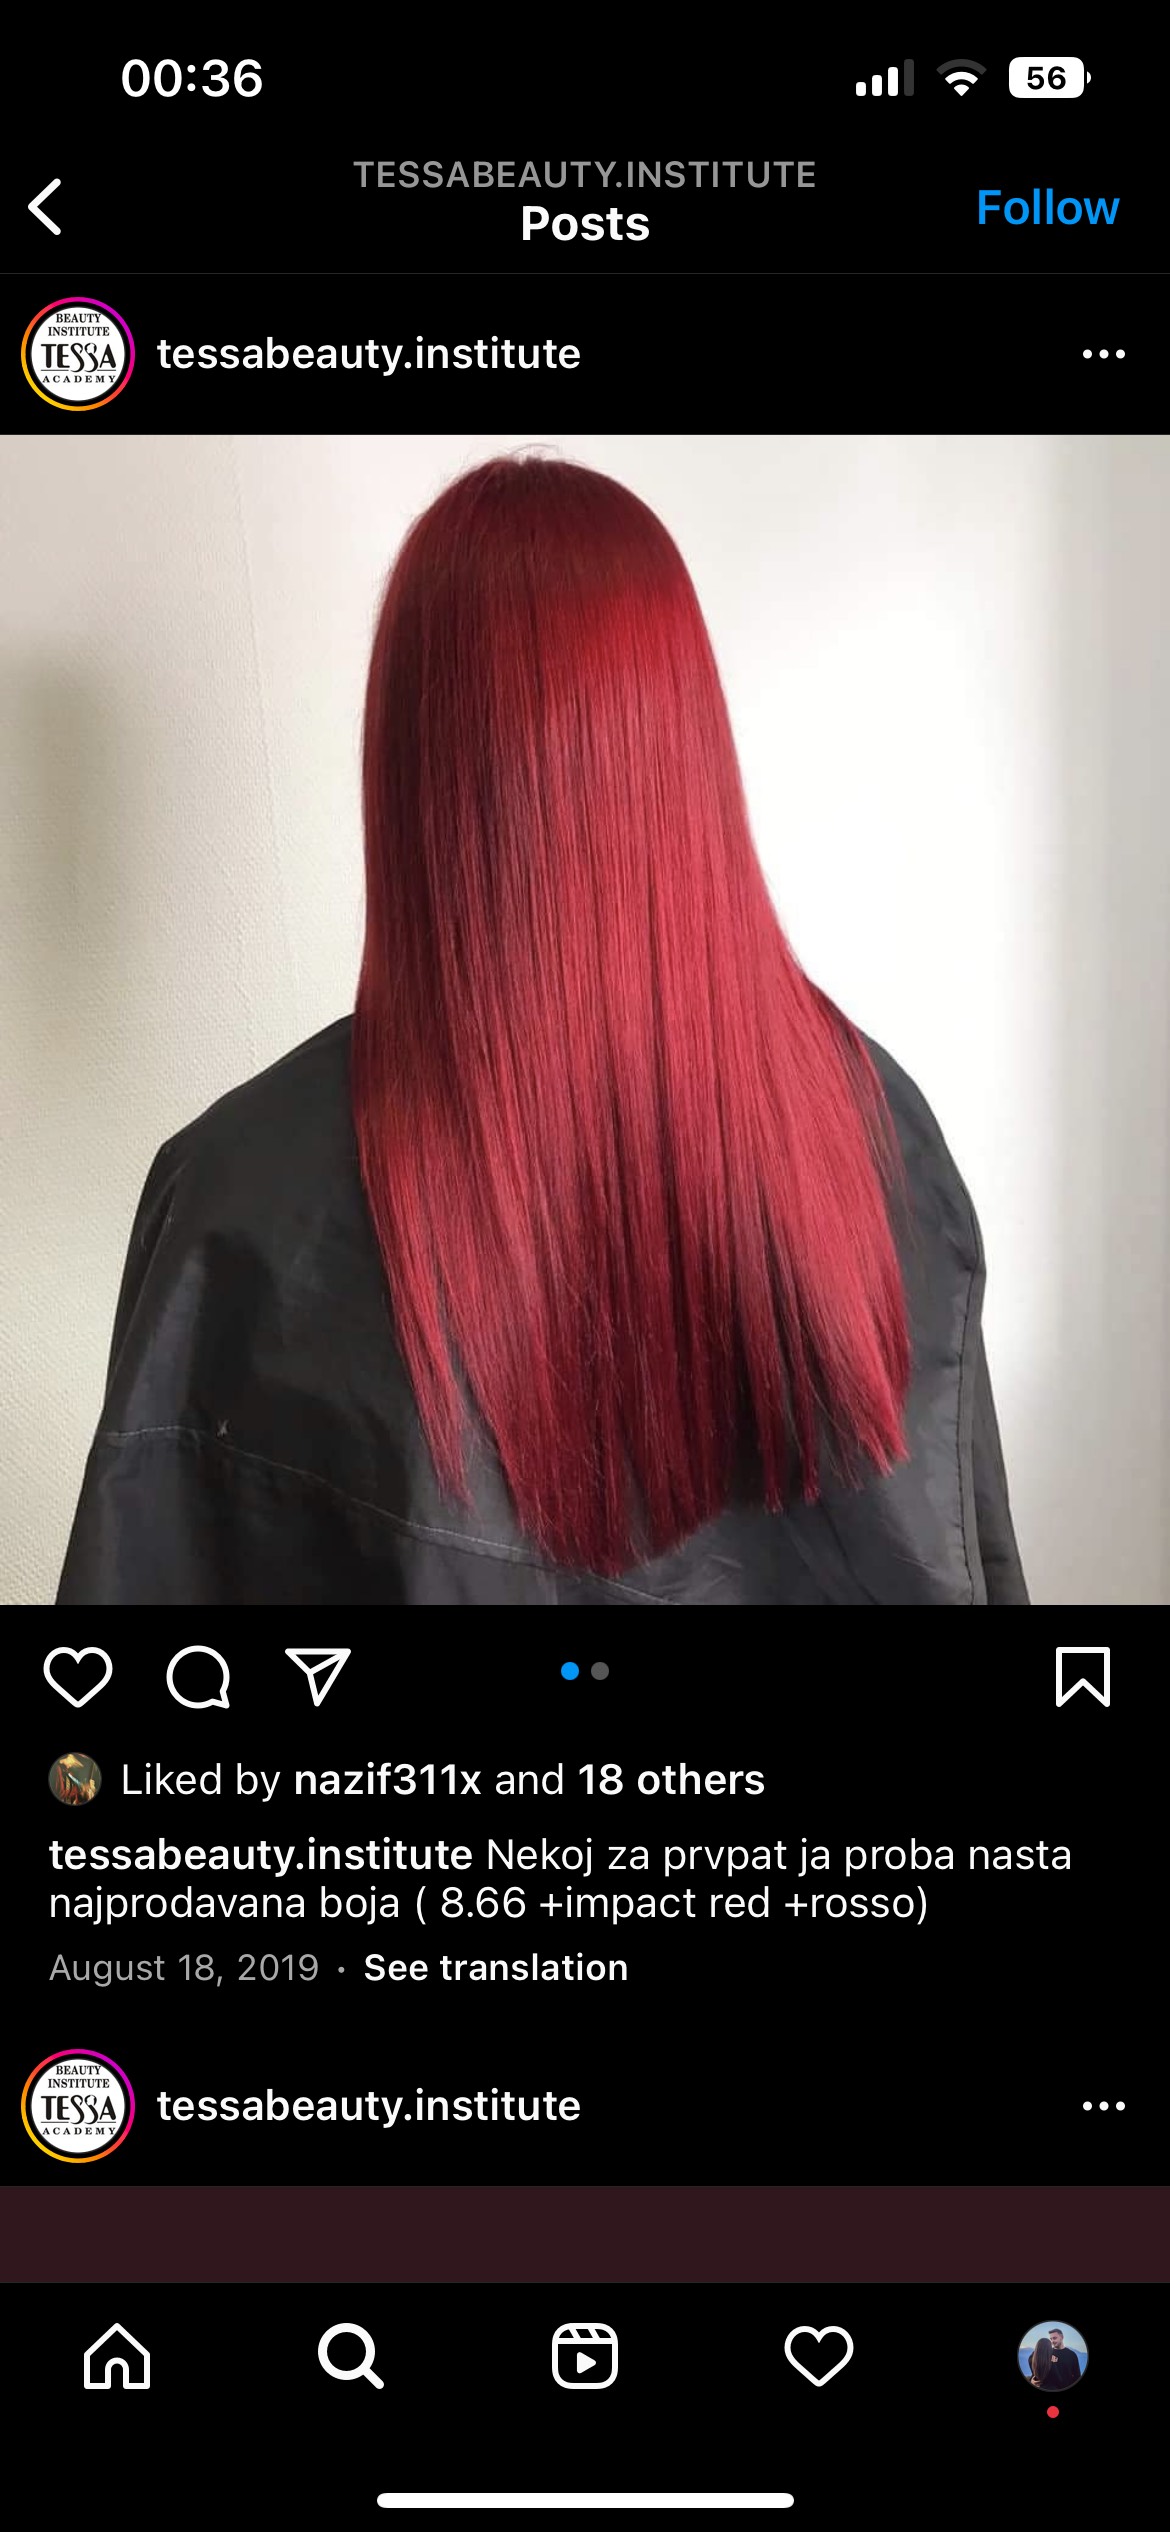 00:36
56
TESSABEAUTY.INSTITUTE
Posts
Follow
BEAUTY
INSTITUTE
TESSA
ACADEMY
tessabeauty.institute
Liked by nazif311x and 18 others
tessabeauty.institute Nekoj za prvpat ja proba nasta
najprodavana boja ( 8.66 +impact red +rosso)
August 18, 2019 · See translation
BEAUTY
INSTITUTE
TESSA
ACADEMY
tessabeauty.institute